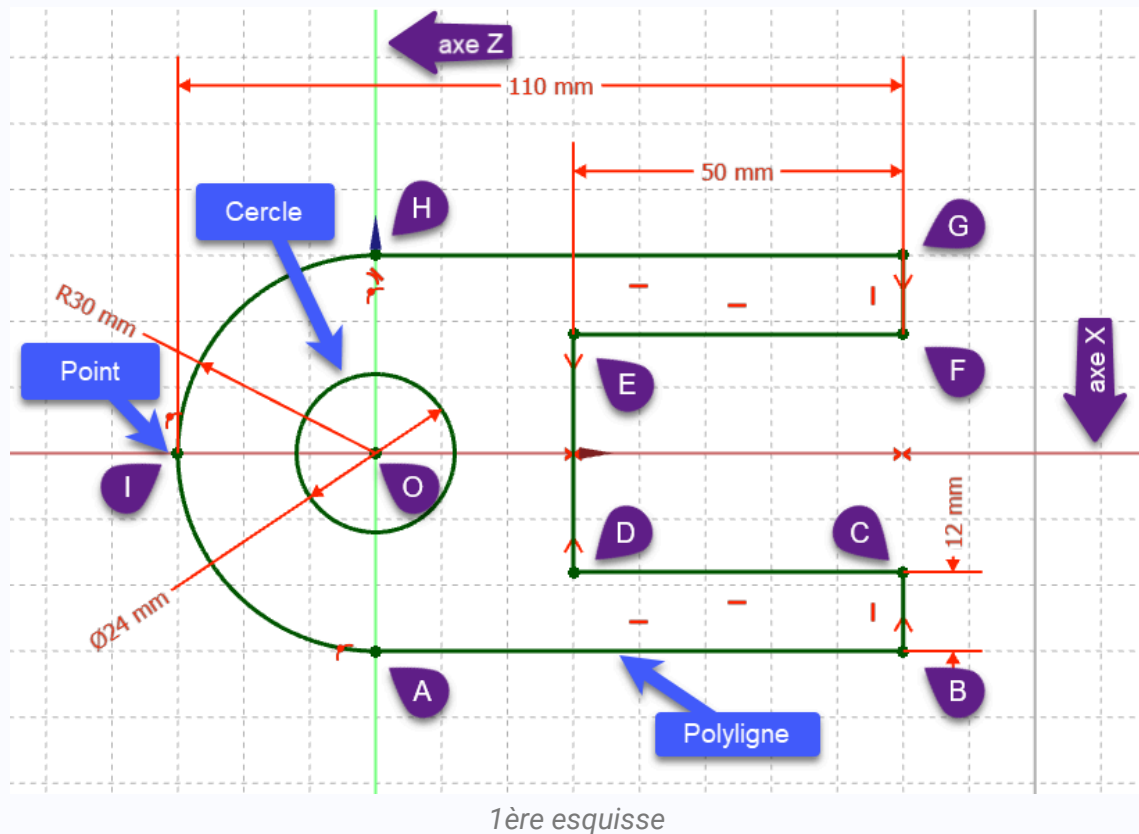 axe Z
110 mm
50 mm
H
Cercle
G
R30 mm
Point
axe X
E
F
I
O
D
C
12 mm
Ø24 mm
A
B
Polyligne
1ère esquisse